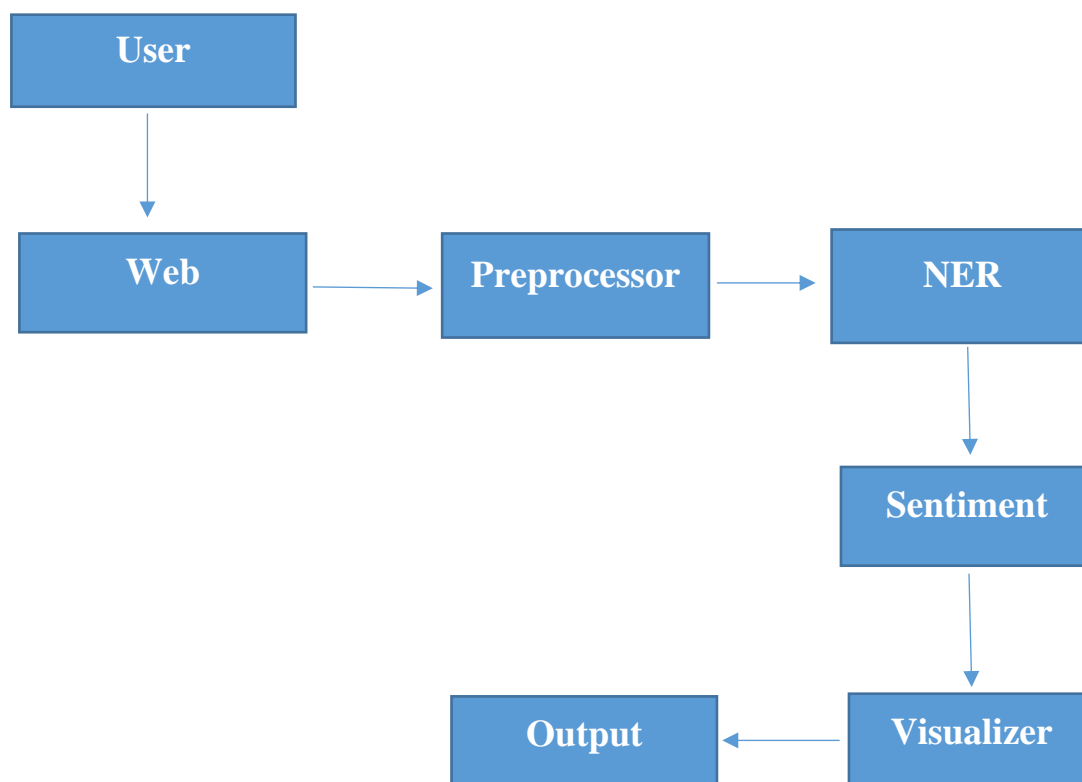 User
Web
Preprocessor
NER
Sentiment
Visualizer
Output